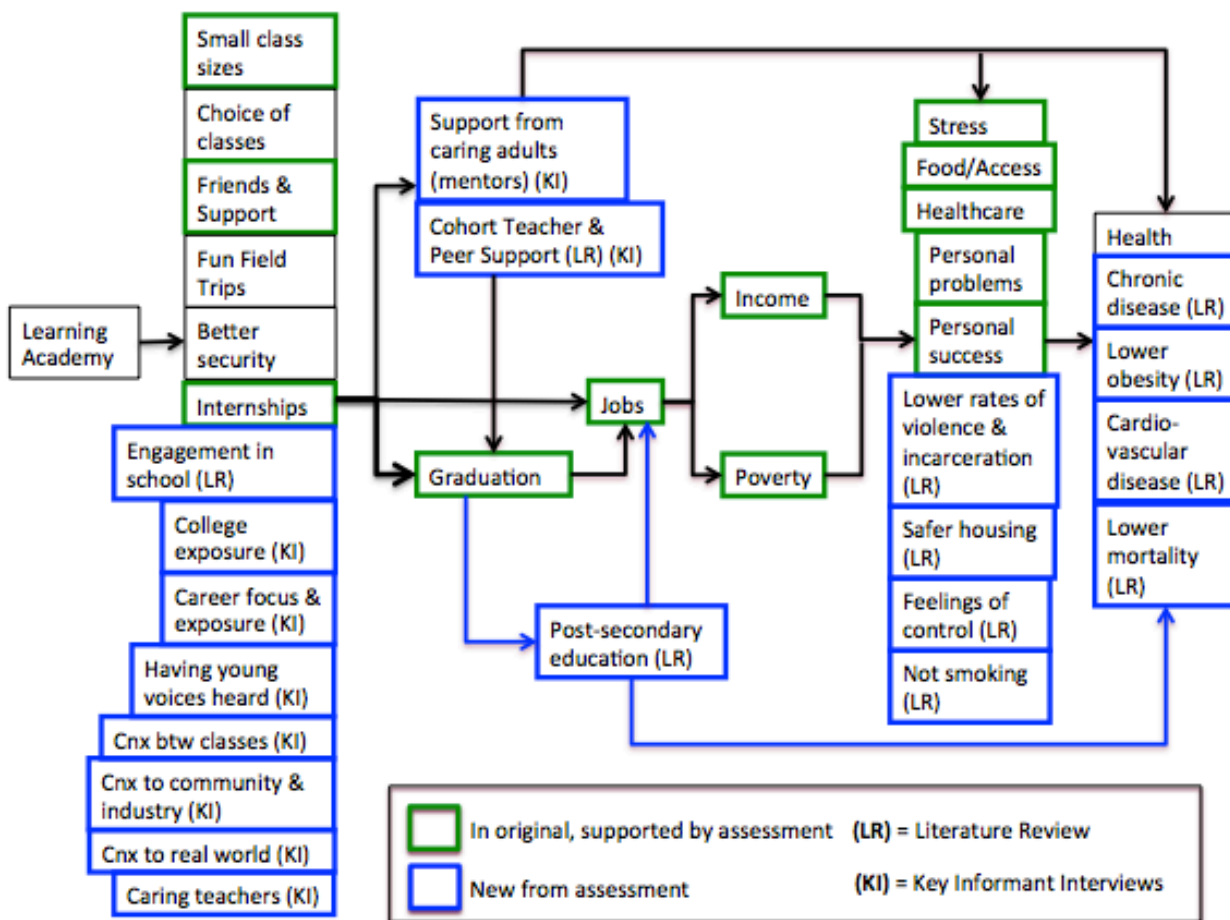 Learning
Academy
Small class
sizes
Choice of
classes
Friends &
Support
Fun Field
Trips
Better
security
Internships
Engagement in
school (LR)
College
exposure (KI)
Career focus &
exposure (KI)
Having young
voices heard (KI)
Cnx btw classes (KI)
Cnx to community &
industry (KI)
Cnx to real world (KI)
Caring teachers (KI)
Support from
caring adults
(mentors) (KI)
Cohort Teacher &
Peer Support (LR) (KI)
Graduation
Post-secondary
education (LR)
Jobs
Income
Poverty
Stress
Food/Access
Healthcare
Personal
problems
Personal
success
Lower rates of
violence &
incarceration
(LR)
Safer housing
(LR)
Feelings of
control (LR)
Not smoking
(LR)
Health
Chronic
disease (LR)
Lower
obesity (LR)
Cardio-
vascular
disease (LR)
Lower
mortality
(LR)
In original, supported by assessment
(LR) = Literature Review
New from assessment
(KI) = Key Informant Interviews